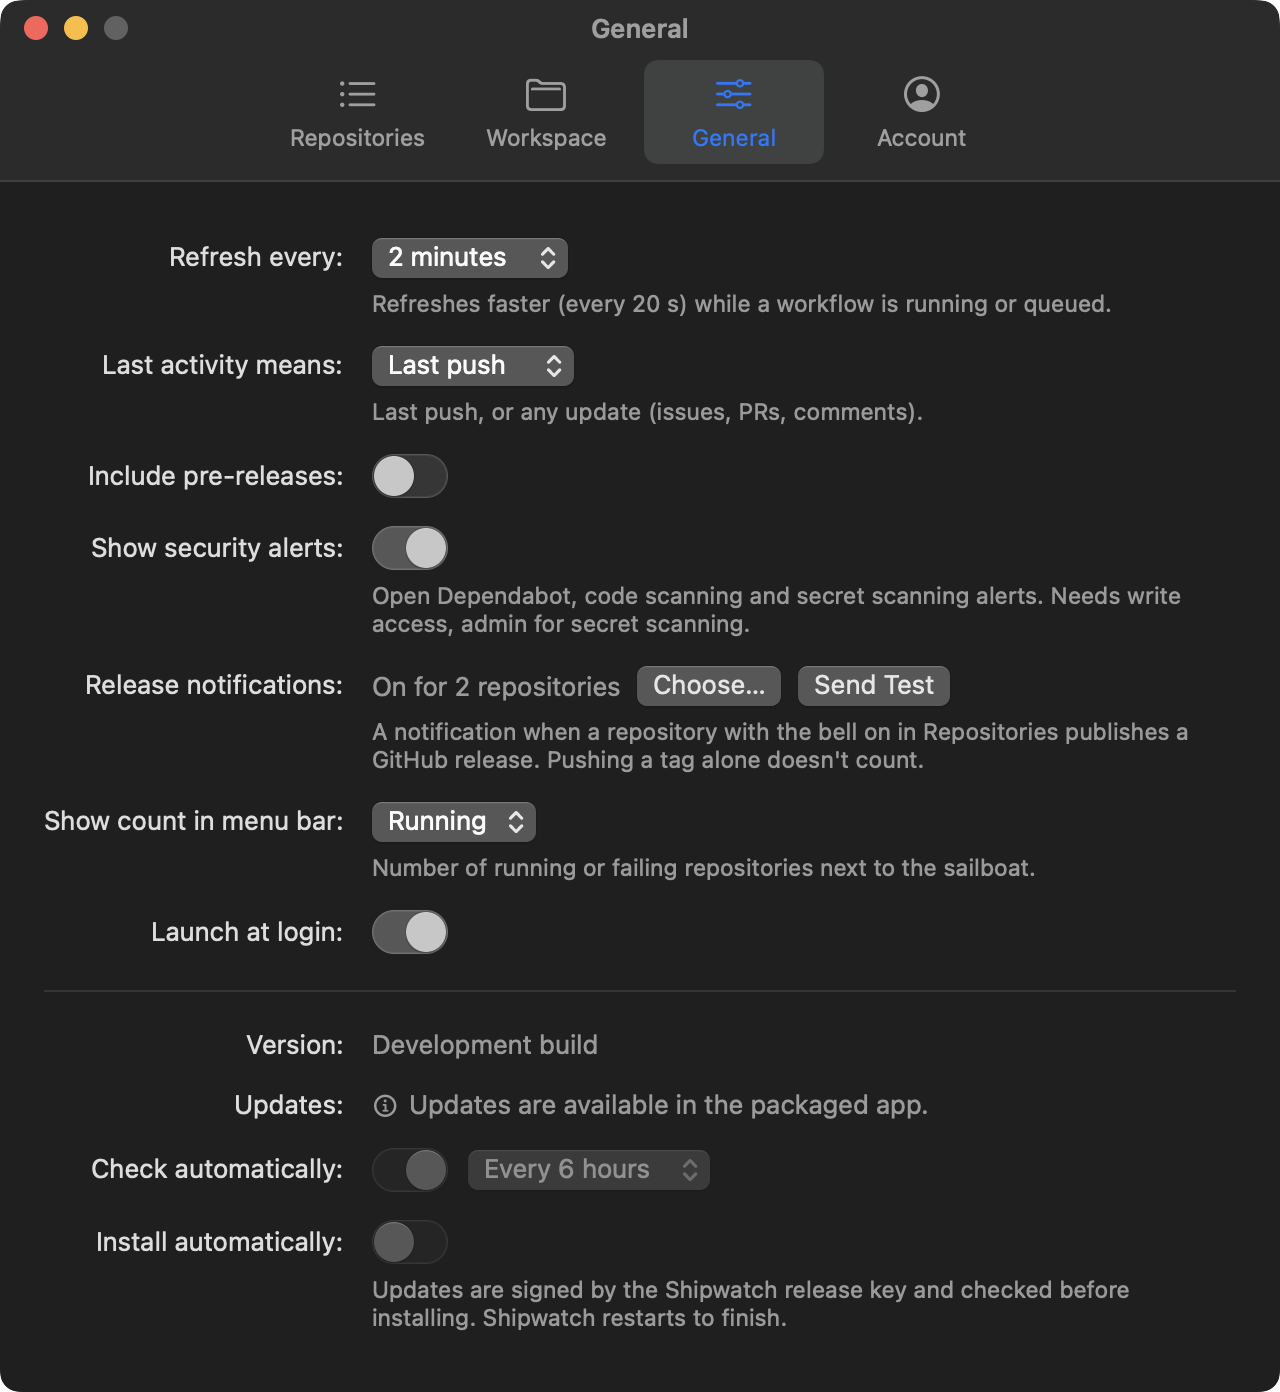 General
Repositories
Workspace
General
Account
Refresh every: 2 minutes
Refreshes faster (every 20 s) while a workflow is running or queued.
Last activity means: Last push
Last push, or any update (issues, PRs, comments).
Include pre-releases:
Show security alerts:
Open Dependabot, code scanning and secret scanning alerts. Needs write
access, admin for secret scanning.
Release notifications: On for 2 repositories Choose... Send Test
A notification when a repository with the bell on in Repositories publishes a
GitHub release. Pushing a tag alone doesn't count.
Show count in menu bar: Running
Number of running or failing repositories next to the sailboat.
Launch at login:
Version: Development build
Updates: Updates are available in the packaged app.
Check automatically: Every 6 hours
Install automatically:
Updates are signed by the Shipwatch release key and checked before
installing. Shipwatch restarts to finish.